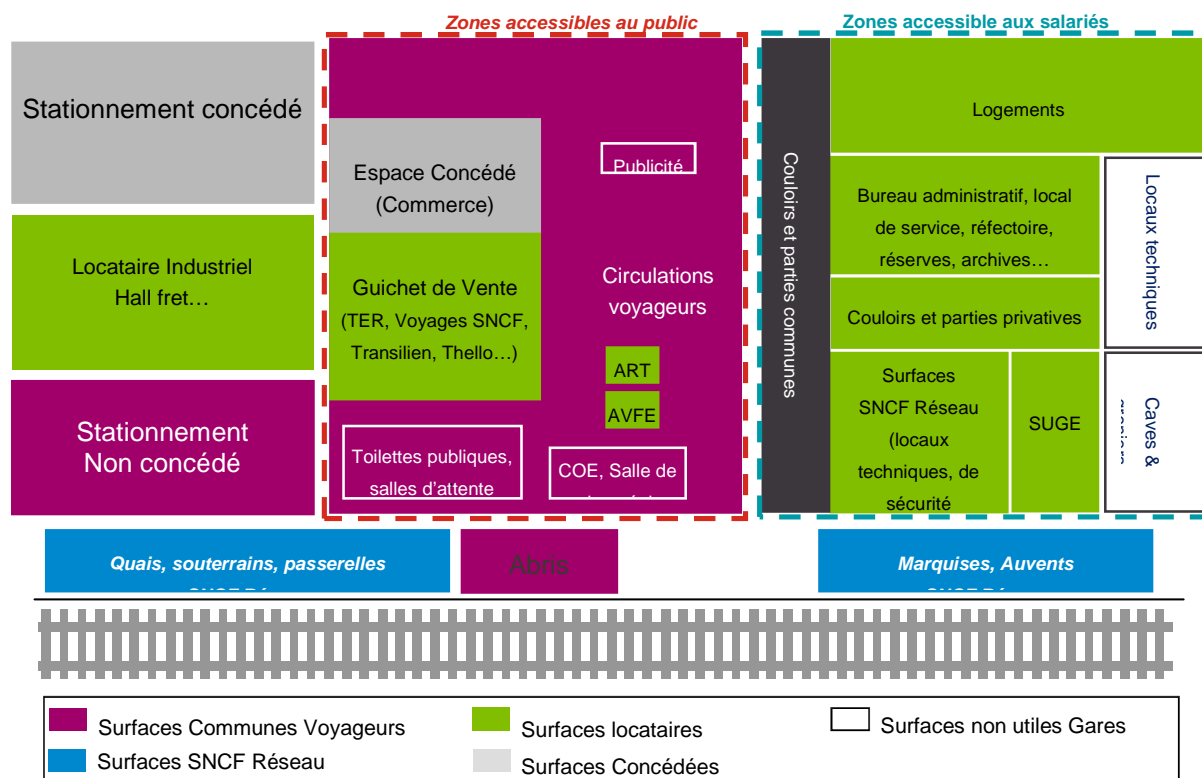 Zones accessibles au public
Zones accessible aux salariés
Stationnement concédé
Locataire Industriel
Hall fret…
Stationnement
Non concédé
Espace Concédé
(Commerce)
Guichet de Vente
(TER, Voyages SNCF,
Transilien, Thello…)
Publicité
Circulations
voyageurs
ART
AVFE
Toilettes publiques,
salles d'attente
COE, Salle de
Couloirs et parties communes
Logements
Bureau administratif, local
de service, réfectoire,
réserves, archives…
Couloirs et parties privatives
Surfaces
SNCF Réseau
(locaux
techniques, de
sécurité
SUGE
Locaux techniques
Caves &
Quais, souterrains, passerelles
Abris
Marquises, Auvents
Surfaces Communes Voyageurs
Surfaces locataires
Surfaces non utiles Gares
Surfaces SNCF Réseau
Surfaces Concédées